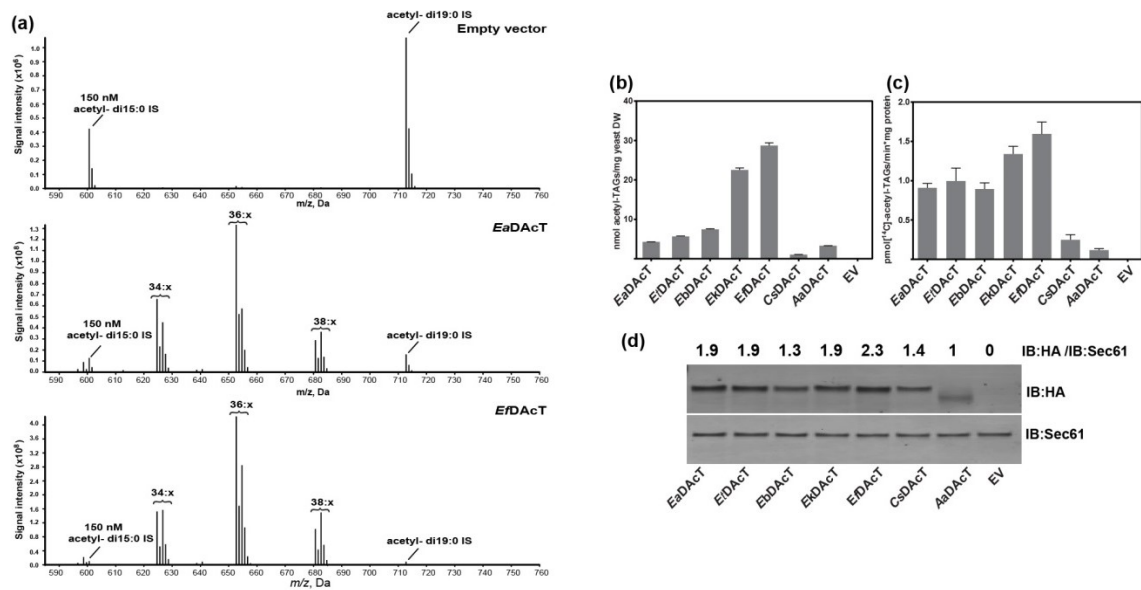 (a)
acetyl- di19:0 IS
Empty vector
150 nM
acetyl- di15:0 IS
Signal intensity (x10⁶)
1.0
0.9
0.8
0.7
0.6
0.5
0.4
0.3
0.2
0.1
0.0
590 600 610 620 630 640 650 660 670 680 690 700 710 720 730 740 750 760
m/z, Da
EaDAcT
36:x
34:x
38:x
150 nM
acetyl- di15:0 IS
acetyl- di19:0 IS
Signal intensity (x10⁶)
1.3
1.2
1.1
1.0
0.9
0.8
0.7
0.6
0.5
0.4
0.3
0.2
0.1
0.0
590 600 610 620 630 640 650 660 670 680 690 700 710 720 730 740 750 760
m/z, Da
EfDAcT
36:x
34:x
38:x
150 nM
acetyl- di15:0 IS
acetyl- di19:0 IS
4.0
3.6
3.2
2.8
2.4
2.0
1.6
1.2
0.8
0.4
0.0
590 600 610 620 630 640 650 660 670 680 690 700 710 720 730 740 750 760
m/z, Da
(b)
nmol acetyl-TAGs/mg yeast DW
40
30
20
10
EaDAcT ElDAcT EbDAcT EkDAcT EfDAcT CsDAcT AaDAcT EV
(c)
pmol[¹⁴C]-acetyl-TAGs/min*mg protein
2.0
1.5
1.0
0.5
EaDAcT ElDAcT EbDAcT EkDAcT EfDAcT CsDAcT AaDAcT EV
(d)
1.9 1.9 1.3 1.9 2.3 1.4 1 0 IB:HA /IB:Sec61
IB:HA
IB:Sec61
EaDAcT ElDAcT EbDAcT EkDAcT EfDAcT CsDAcT AaDAcT EV